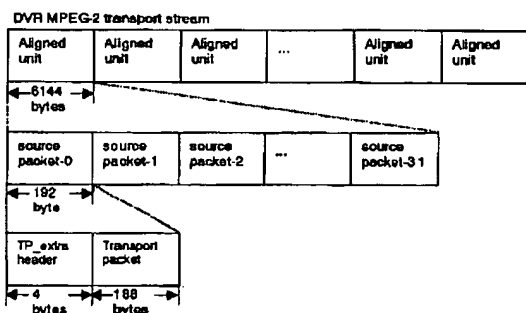 DVR MPEG-2 transport stream
Aligned unit Aligned unit Aligned unit ... Aligned unit Aligned unit
6144 bytes
source packet-0 source packet-1 source packet-2 ... source packet-31
192 byte
TP_extra header Transport packet
4 bytes 188 bytes